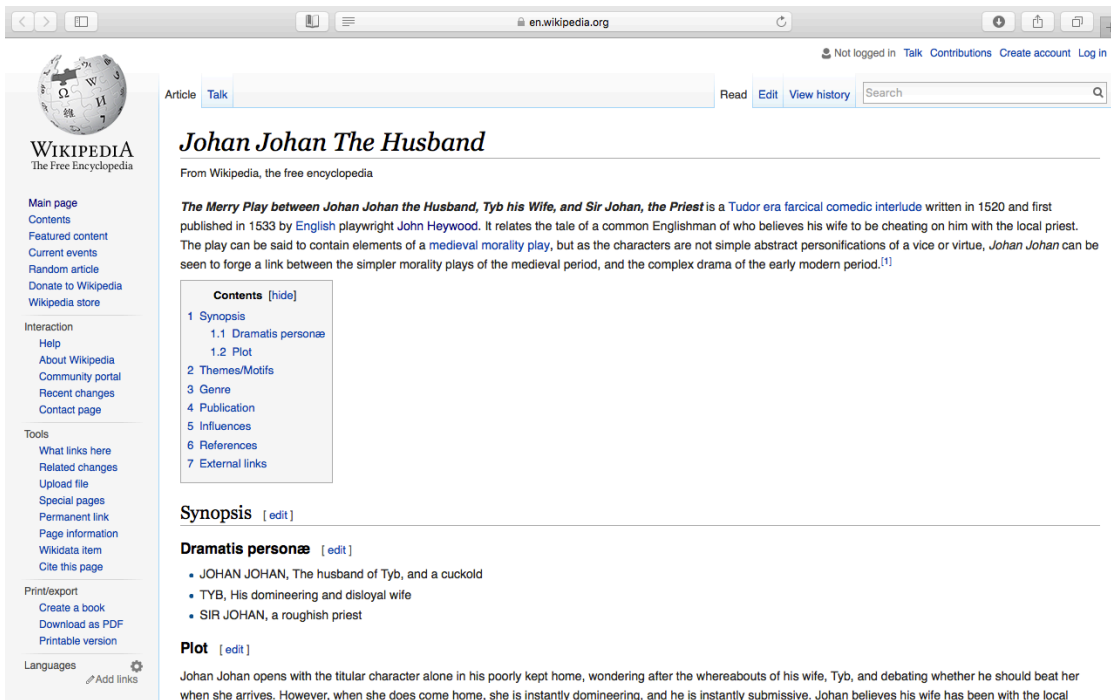 en.wikipedia.org
Not logged in Talk Contributions Create account Log in
Article Talk
Read Edit View history Search
WIKIPEDIA
The Free Encyclopedia
Main page
Contents
Featured content
Current events
Random article
Donate to Wikipedia
Wikipedia store
Interaction
Help
About Wikipedia
Community portal
Recent changes
Contact page
Tools
What links here
Related changes
Upload file
Special pages
Permanent link
Page information
Wikidata item
Cite this page
Print/export
Create a book
Download as PDF
Printable version
Languages
Add links
Johan Johan The Husband
From Wikipedia, the free encyclopedia
The Merry Play between Johan Johan the Husband, Tyb his Wife, and Sir Johan, the Priest is a Tudor era farcical comedic interlude written in 1520 and first
published in 1533 by English playwright John Heywood. It relates the tale of a common Englishman of who believes his wife to be cheating on him with the local priest.
The play can be said to contain elements of a medieval morality play, but as the characters are not simple abstract personifications of a vice or virtue, Johan Johan can be
seen to forge a link between the simpler morality plays of the medieval period, and the complex drama of the early modern period.[1]
Contents [hide]
1 Synopsis
1.1 Dramatis personæ
1.2 Plot
2 Themes/Motifs
3 Genre
4 Publication
5 Influences
6 References
7 External links
Synopsis [ edit ]
Dramatis personæ [ edit ]
• JOHAN JOHAN, The husband of Tyb, and a cuckold
• TYB, His domineering and disloyal wife
• SIR JOHAN, a roughish priest
Plot [ edit ]
Johan Johan opens with the titular character alone in his poorly kept home, wondering after the whereabouts of his wife, Tyb, and debating whether he should beat her
when she arrives. However, when she does come home, she is instantly domineering, and he is instantly submissive. Johan believes his wife has been with the local